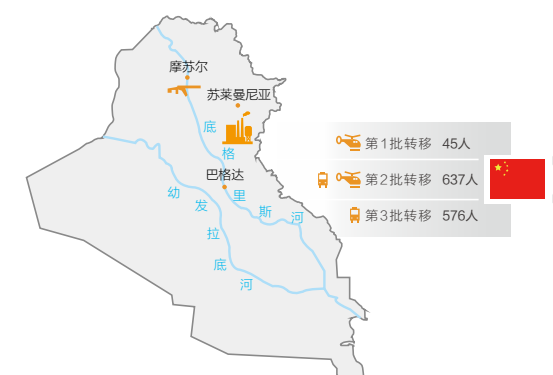 摩苏尔
苏莱曼尼亚
巴格达
底格里斯河
幼发拉底河
第1批转移 45人
第2批转移 637人
第3批转移 576人